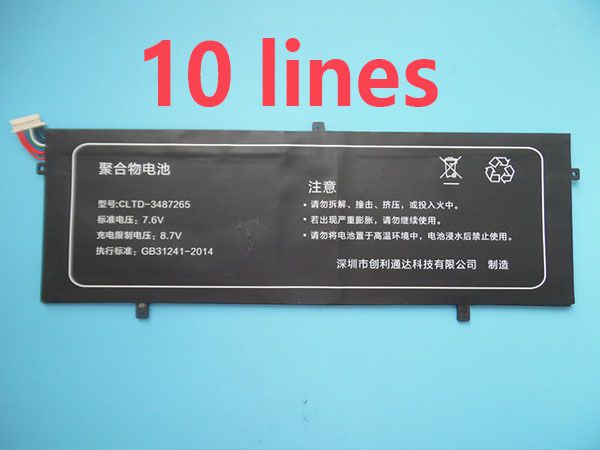 10 lines
聚合物电池
型号:CLTD-3487265
标准电压: 7.6V
充电限制电压: 8.7V
执行标准: GB31241-2014
注意
• 请勿拆解、撞击、挤压，或投入火中。
• 若出现严重膨胀，请勿继续使用。
• 请勿将电池置于高温环境中，电池浸水后禁止使用。
深圳市创利通达科技有限公司 制造